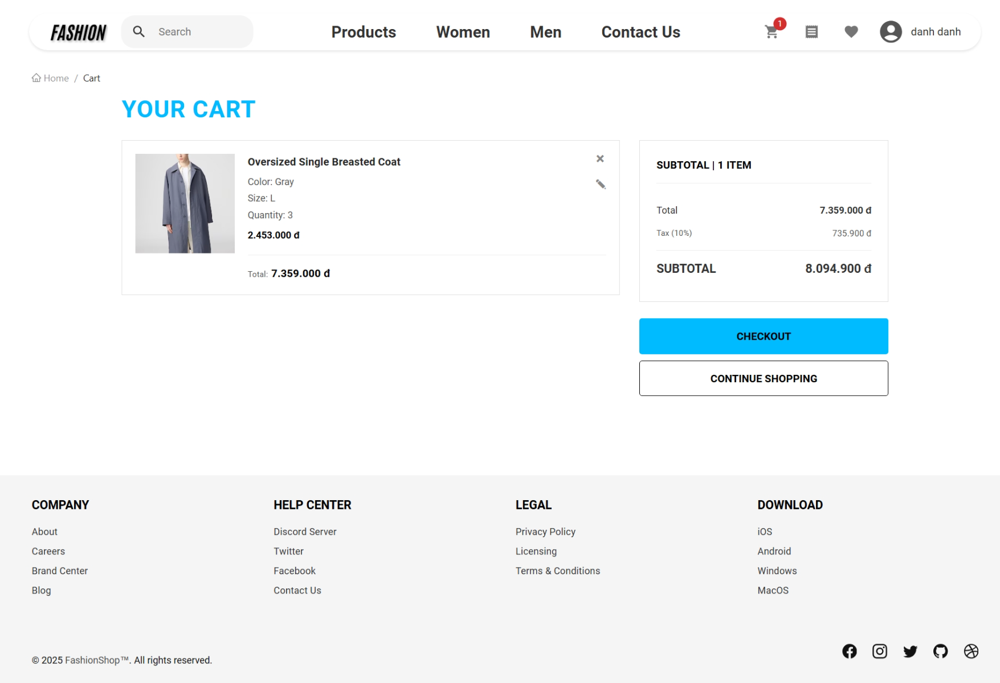 FASHION
Search
Products
Women
Men
Contact Us
1
danh danh
Home / Cart
YOUR CART
Oversized Single Breasted Coat
Color: Gray
Size: L
Quantity: 3
2.453.000 đ
Total: 7.359.000 đ
SUBTOTAL | 1 ITEM
Total 7.359.000 đ
Tax (10%) 735.900 đ
SUBTOTAL 8.094.900 đ
CHECKOUT
CONTINUE SHOPPING
COMPANY
About
Careers
Brand Center
Blog
HELP CENTER
Discord Server
Twitter
Facebook
Contact Us
LEGAL
Privacy Policy
Licensing
Terms & Conditions
DOWNLOAD
iOS
Android
Windows
MacOS
© 2025 FashionShop™. All rights reserved.